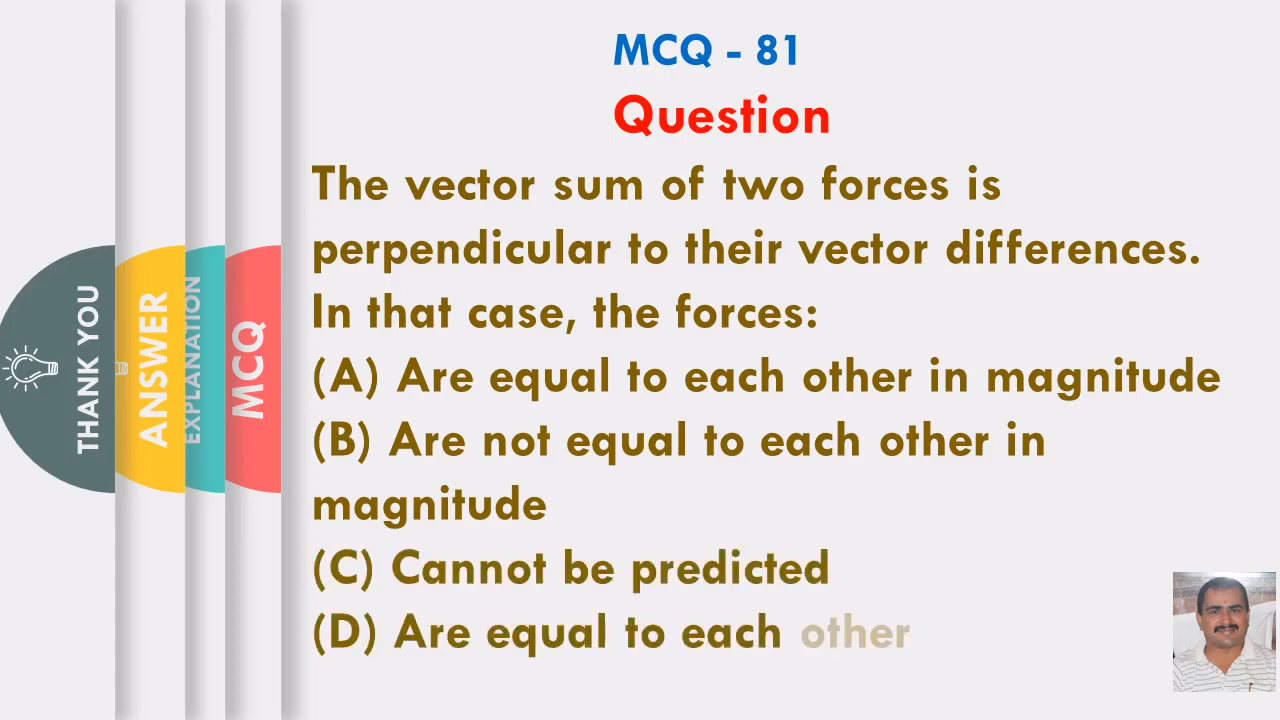 MCQ - 81
Question
The vector sum of two forces is
perpendicular to their vector differences.
In that case, the forces:
(A) Are equal to each other in magnitude
(B) Are not equal to each other in
magnitude
(C) Cannot be predicted
(D) Are equal to each other
THANK YOU
ANSWER
EXPLANATION
MCQ